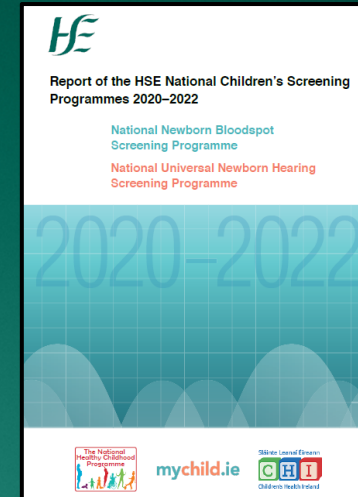 HSE
Report of the HSE National Children's Screening
Programmes 2020–2022
National Newborn Bloodspot
Screening Programme
National Universal Newborn Hearing
Screening Programme
2020–2022
The National
Healthy Childhood
Programme
mychild.ie
Sláinte Leanaí Éireann
CHI
Children's Health Ireland